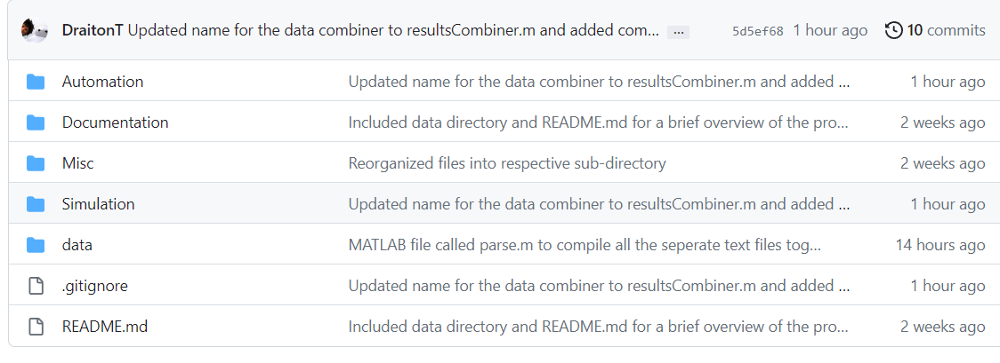 DraitonT Updated name for the data combiner to resultsCombiner.m and added com... ... 5d5ef68 1 hour ago 10 commits
Automation Updated name for the data combiner to resultsCombiner.m and added ... 1 hour ago
Documentation Included data directory and README.md for a brief overview of the pro... 2 weeks ago
Misc Reorganized files into respective sub-directory 2 weeks ago
Simulation Updated name for the data combiner to resultsCombiner.m and added ... 1 hour ago
data MATLAB file called parse.m to compile all the seperate text files tog... 14 hours ago
.gitignore Updated name for the data combiner to resultsCombiner.m and added ... 1 hour ago
README.md Included data directory and README.md for a brief overview of the pro... 2 weeks ago